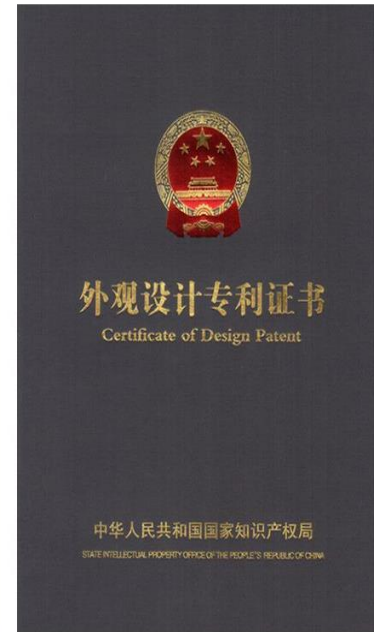 外观设计专利证书
Certificate of Design Patent
中华人民共和国国家知识产权局
STATE INTELLECTUAL PROPERTY OFFICE OF THE PEOPLE"S REPUBLIC OF CHINA